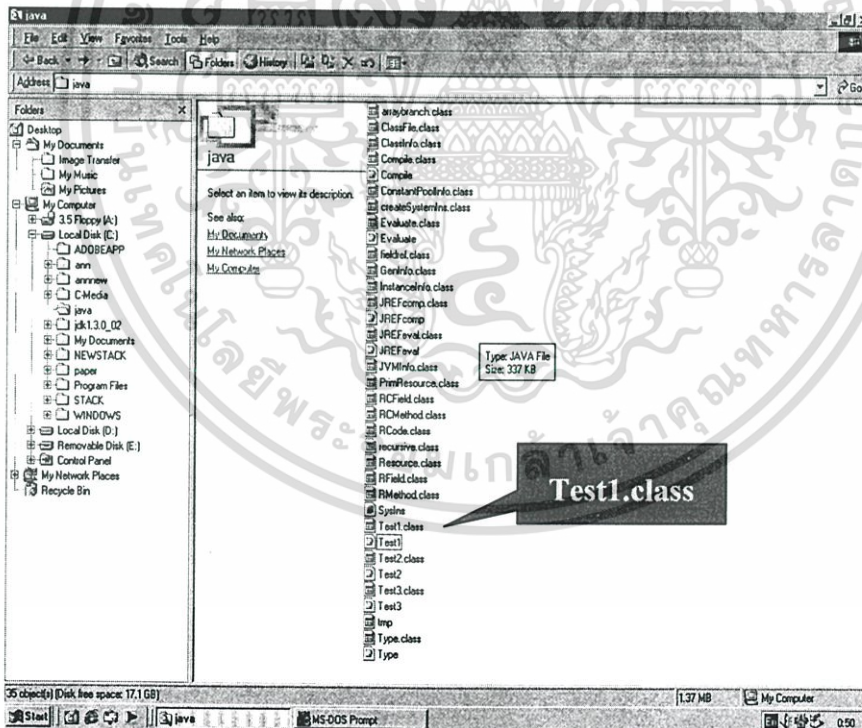 java
File Edit View Favorites Tools Help
Back Search Folders History
Address java Go
Folders
Desktop
My Documents
Image Transfer
My Music
My Pictures
My Computer
3.5 Floppy (A:)
Local Disk (C:)
ADOBEAPP
ann
annnew
C-Media
java
jdk1.3.0_02
My Documents
NEWSTACK
paper
Program Files
STACK
WINDOWS
Local Disk (D:)
Removable Disk (E:)
Control Panel
My Network Places
Recycle Bin
java
Select an item to view its description.
See also:
My Documents
My Network Places
My Computer
arraybranch.class
ClassFile.class
ClassInfo.class
Compile.class
Compile
ConstantPoolInfo.class
createSystemIns.class
Evaluate.class
Evaluate
fieldref.class
GenInfo.class
InstanceInfo.class
JREFcomp.class
JREFcomp
JREFeval.class
JREFeval
JVMInfo.class
PrimResource.class
RCField.class
RCMethod.class
RCode.class
recursive.class
Resource.class
RField.class
RMethod.class
SysIns
Test1.class
Test1
Test2.class
Test2
Test3.class
Test3
tmp
Type.class
Type
Type: JAVA File
Size: 337 KB
Test1.class
35 object(s) (Disk free space: 17.1 GB) 1.37 MB My Computer
Start java MS-DOS Prompt 0:50